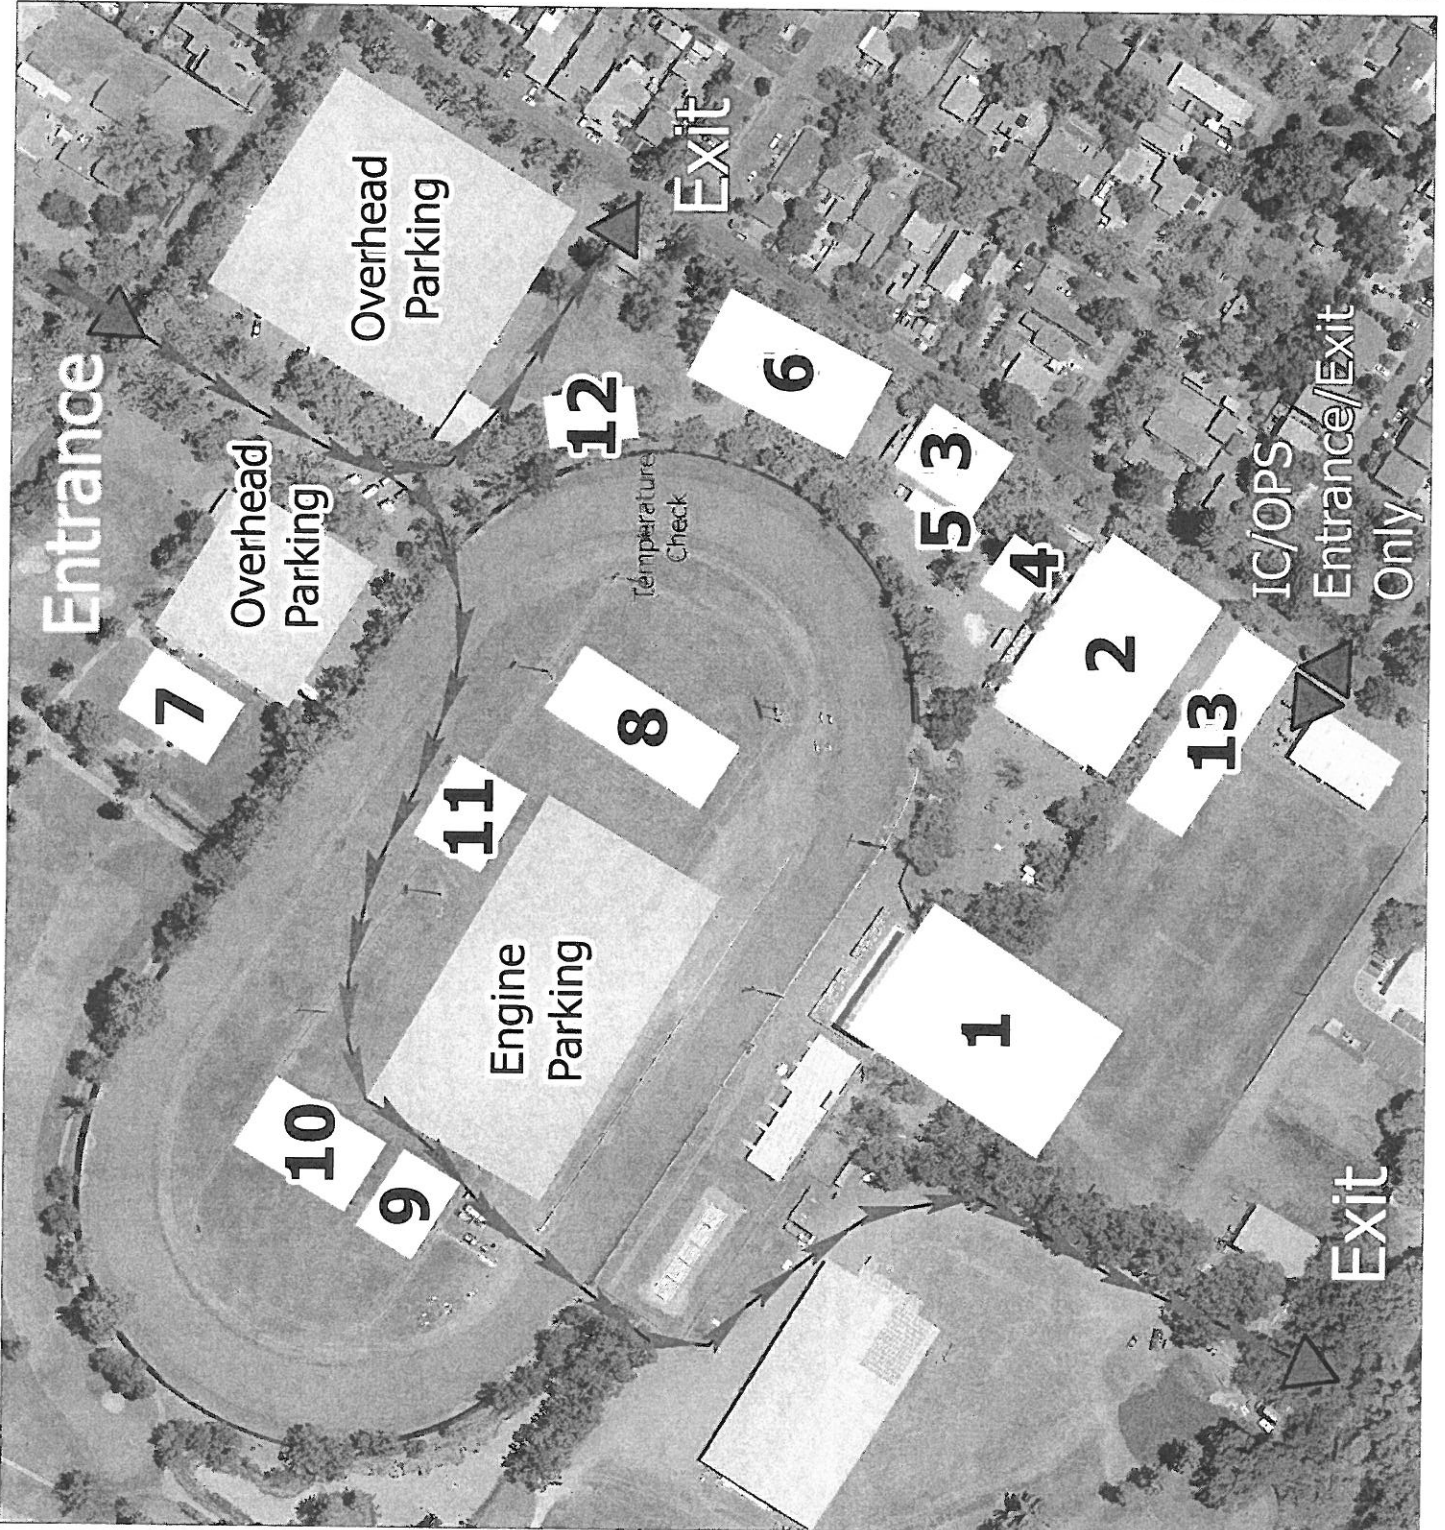 Entrance
7
Overhead
Parking
Overhead
Parking
Exit
12
Temperature
Check
6
3
5
4
2
13
IC/OPS
Entrance/Exit
Only
8
11
Engine
Parking
10
9
1
Exit